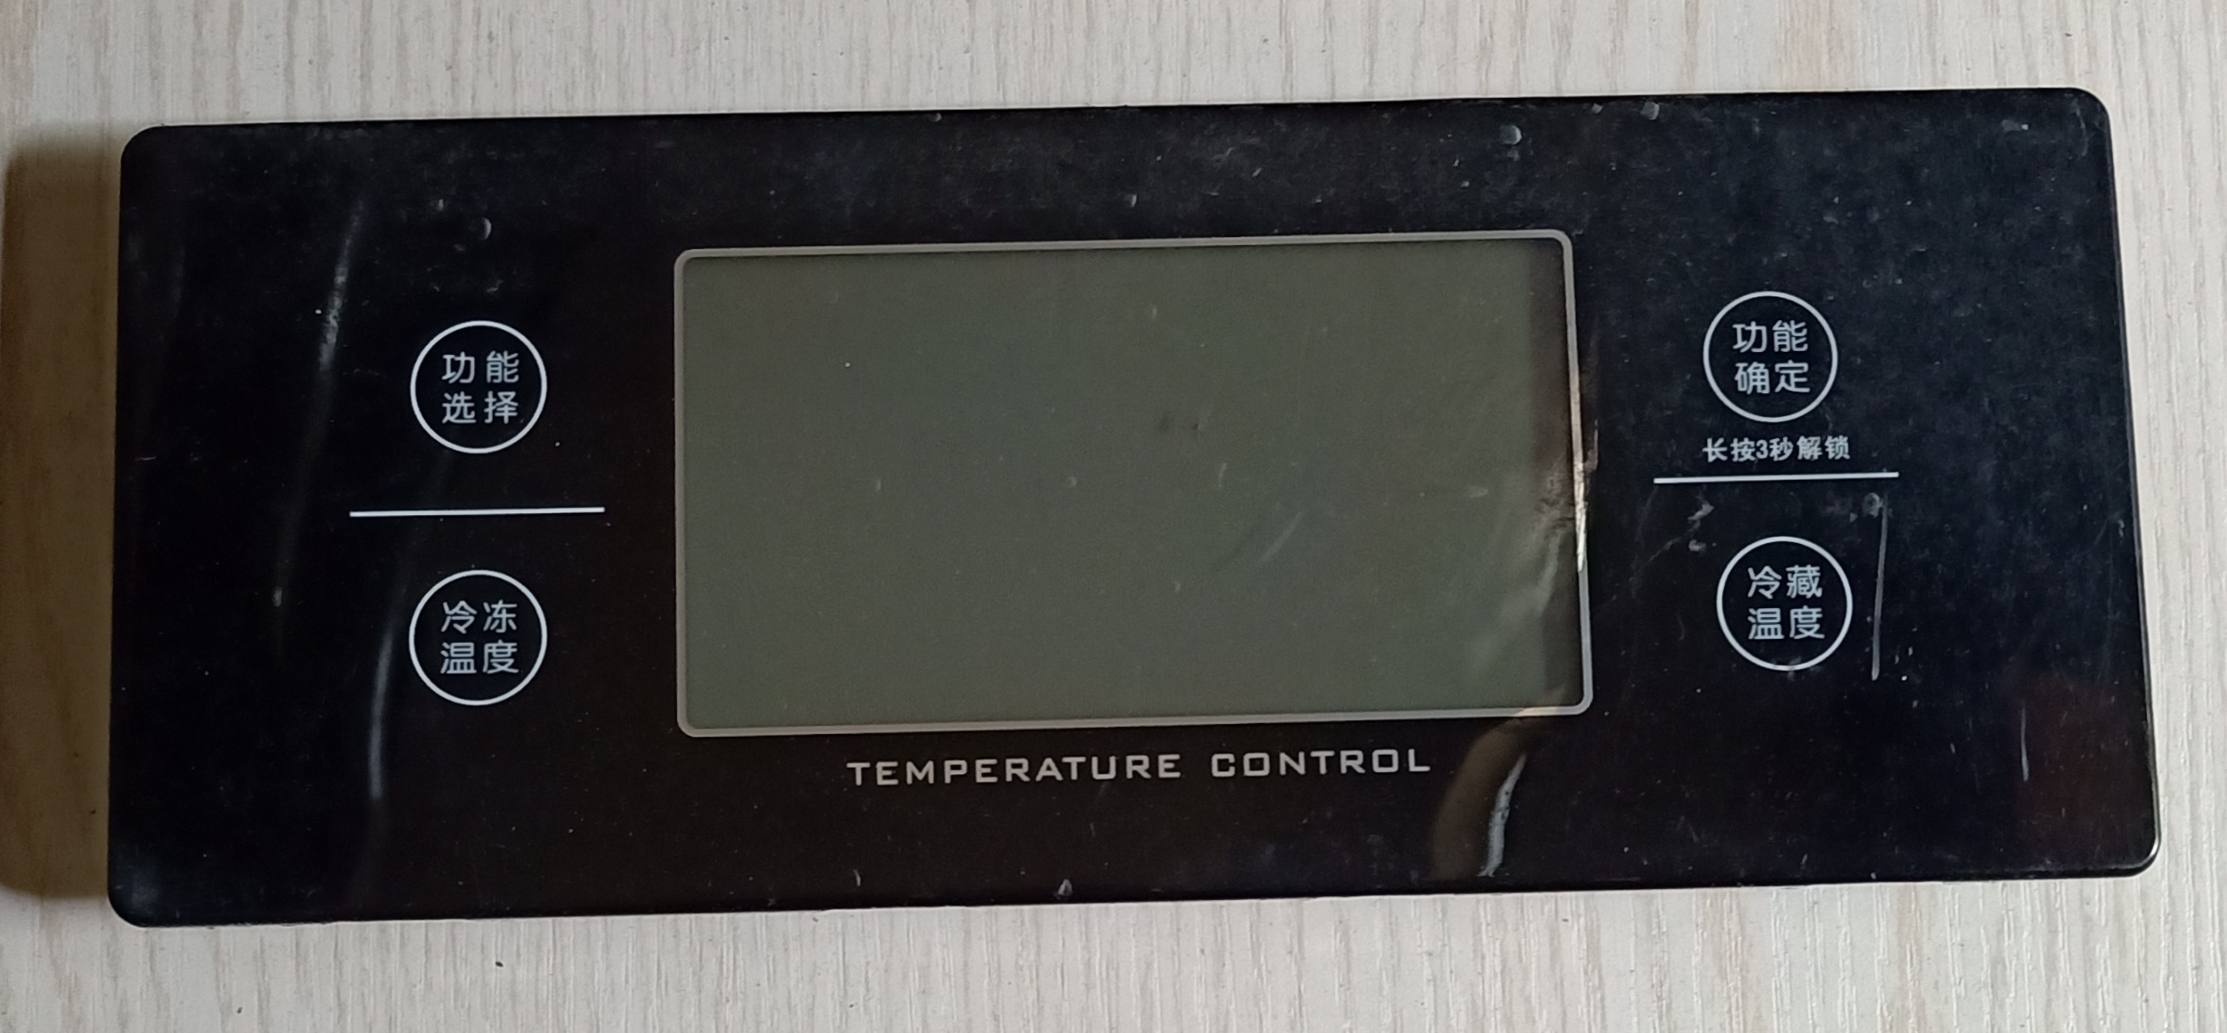 功能
选择
冷冻
温度
TEMPERATURE CONTROL
功能
确定
长按3秒解锁
冷藏
温度